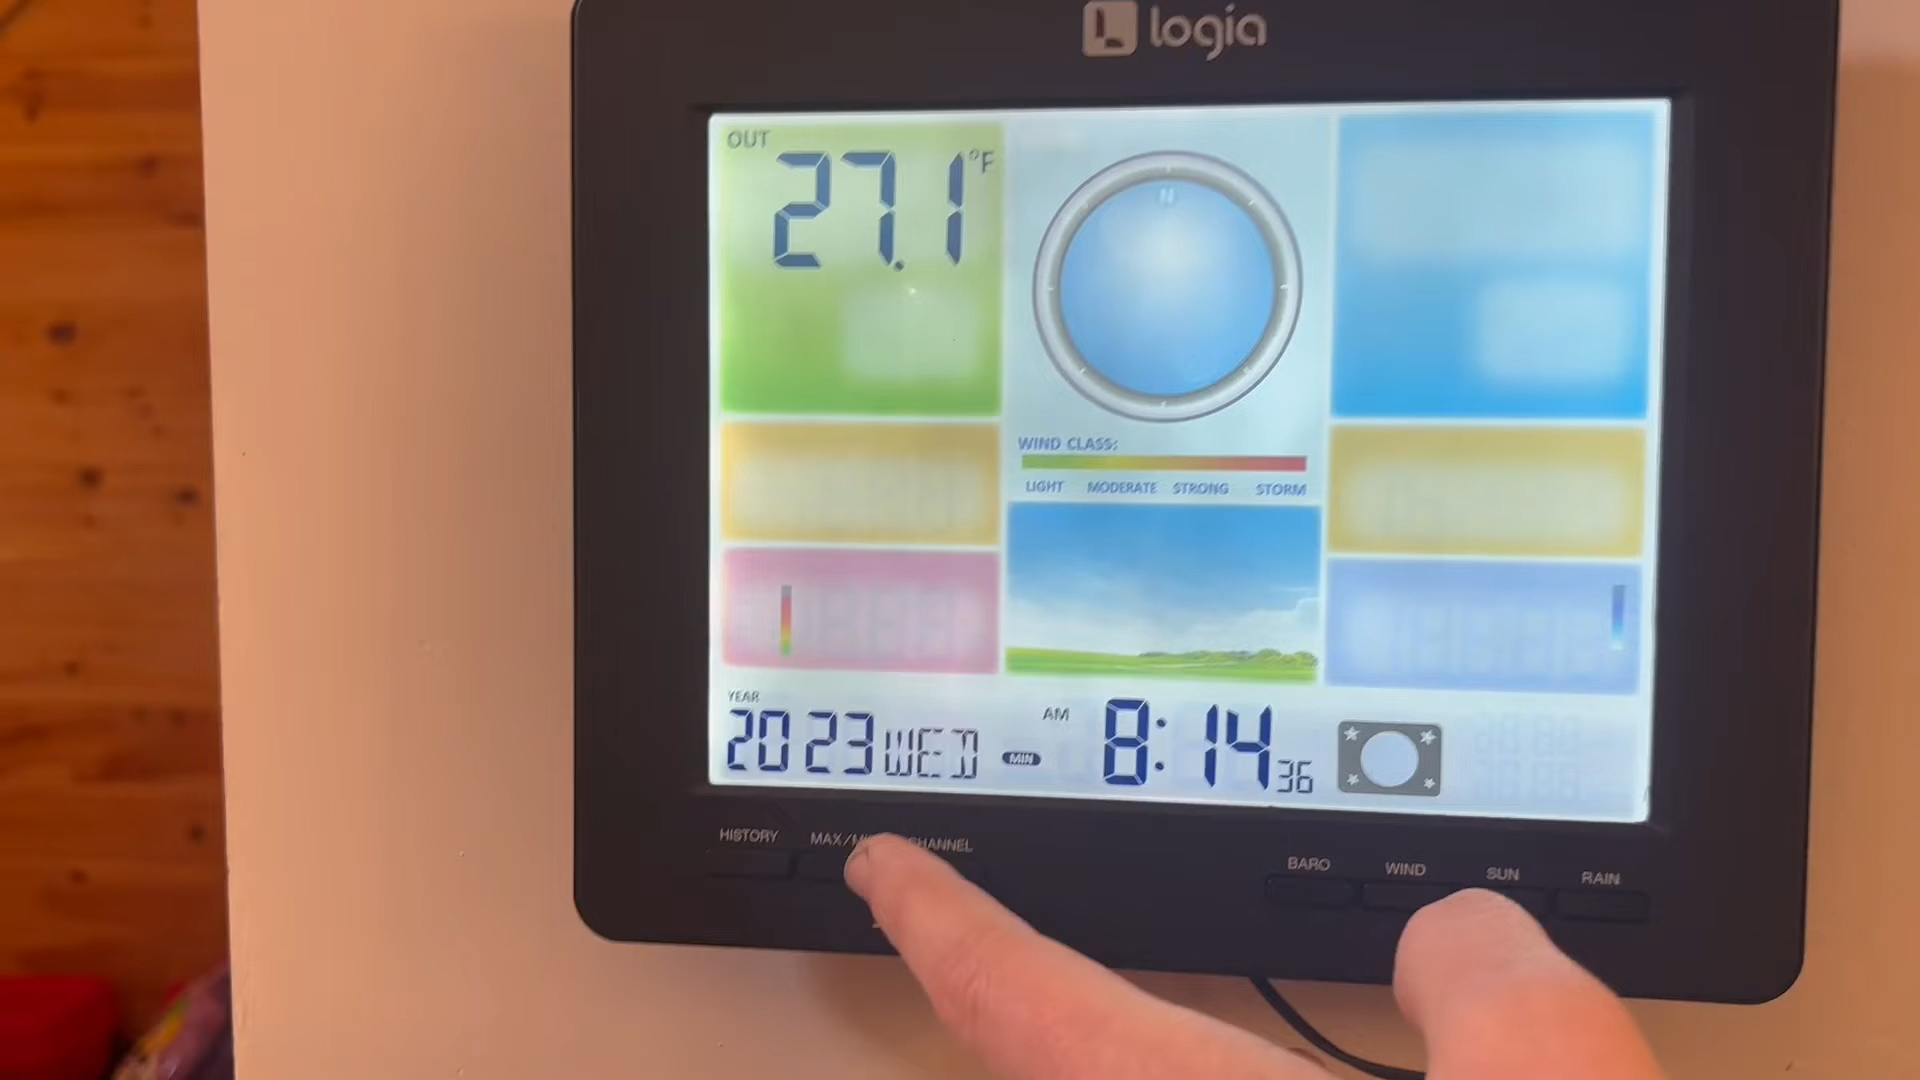 logia
OUT
27.1°F
N
WIND CLASS:
LIGHT MODERATE STRONG STORM
YEAR
2023 WED MIN AM 8:14 36
HISTORY CHANNEL
BARO WIND SUN RAIN